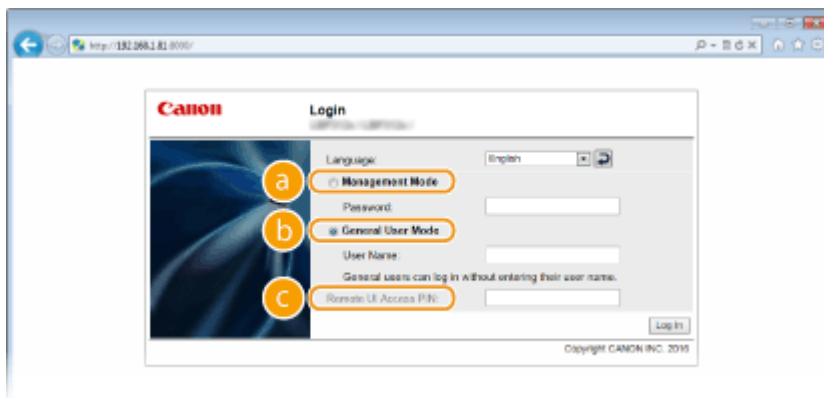 http://192.168.1.81:8000/
Canon
Login
Language:
English
a
Management Mode
Password:
b
General User Mode
User Name:
General users can log in without entering their user name.
c
Remote UI Access PIN:
Log In
Copyright CANON INC. 2016